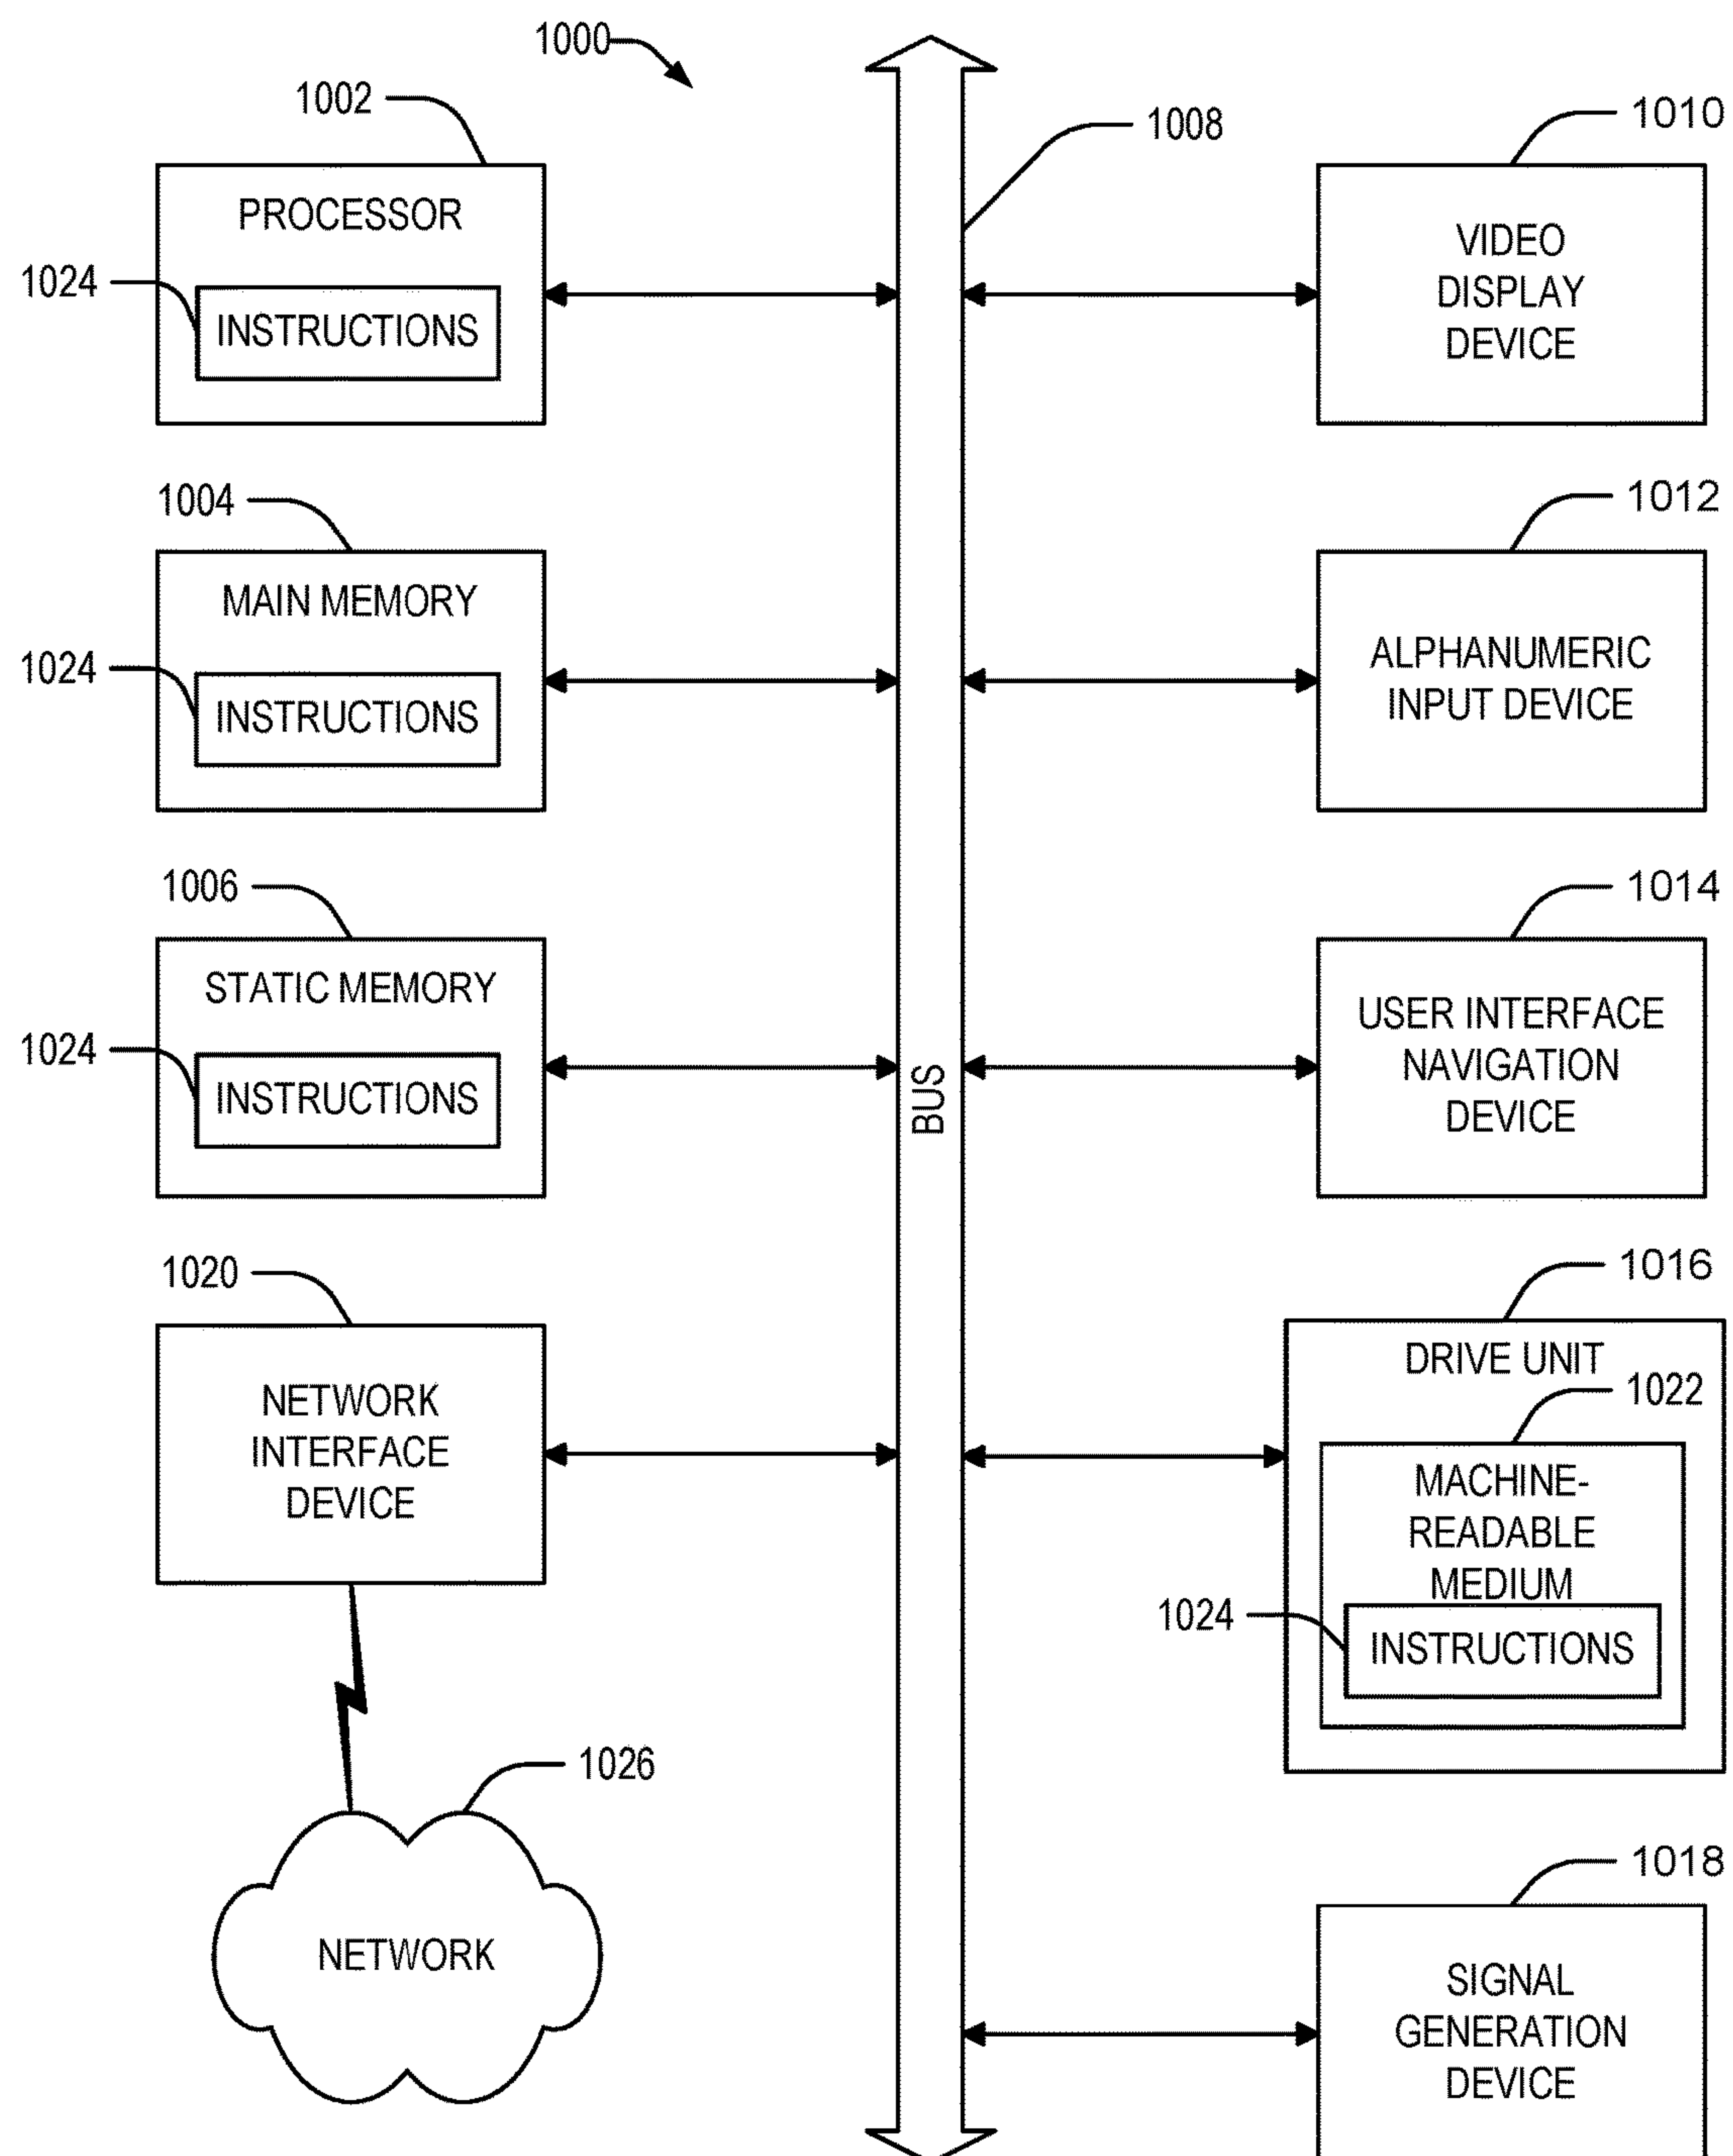 1000
1002
PROCESSOR
1024
INSTRUCTIONS
1004
MAIN MEMORY
1024
INSTRUCTIONS
1006
STATIC MEMORY
1024
INSTRUCTIONS
1020
NETWORK
INTERFACE
DEVICE
1026
NETWORK
1008
BUS
1010
VIDEO
DISPLAY
DEVICE
1012
ALPHANUMERIC
INPUT DEVICE
1014
USER INTERFACE
NAVIGATION
DEVICE
1016
DRIVE UNIT
1022
MACHINE-
READABLE
MEDIUM
1024
INSTRUCTIONS
1018
SIGNAL
GENERATION
DEVICE